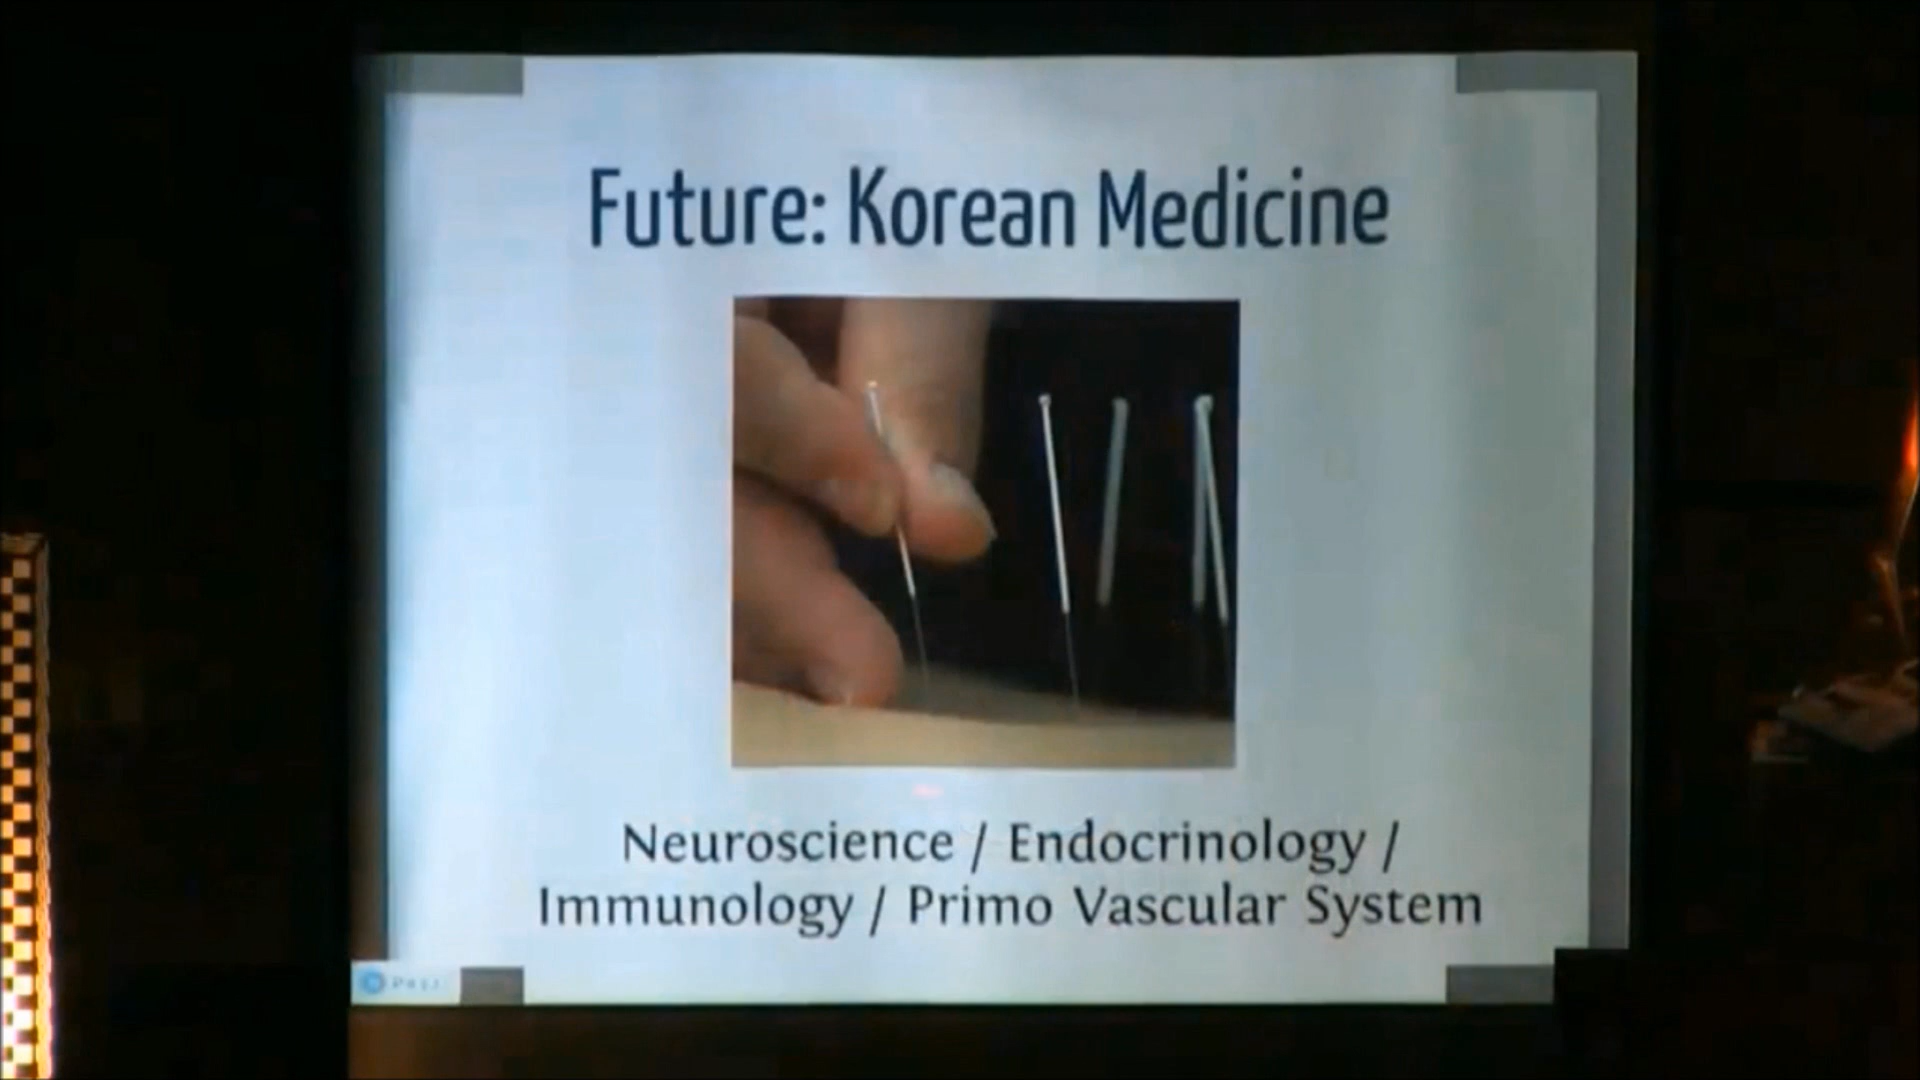 Future: Korean Medicine
Neuroscience / Endocrinology /
Immunology / Primo Vascular System